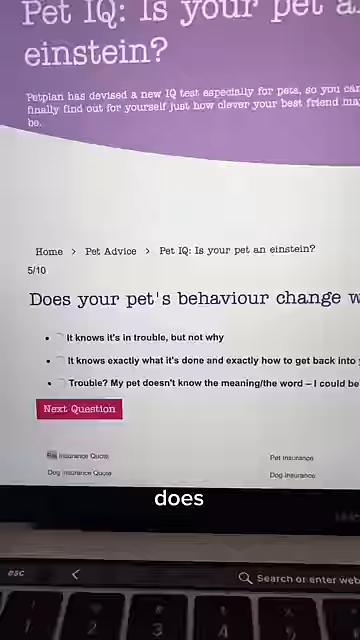 Pet IQ: Is your pet a
einstein?
Petplan has devised a new IQ test especially for pets, so you can
finally find out for yourself just how clever your best friend ma
be.
Home > Pet Advice > Pet IQ: Is your pet an einstein?
5/10
Does your pet's behaviour change w
It knows it's in trouble, but not why
It knows exactly what it's done and exactly how to get back into
Trouble? My pet doesn't know the meaning/the word – I could be
Next Question
Insurance Quote Pet Insurance
Dog Insurance Quote Dog Insurance
does
esc < Search or enter web
1 2 3 4 5